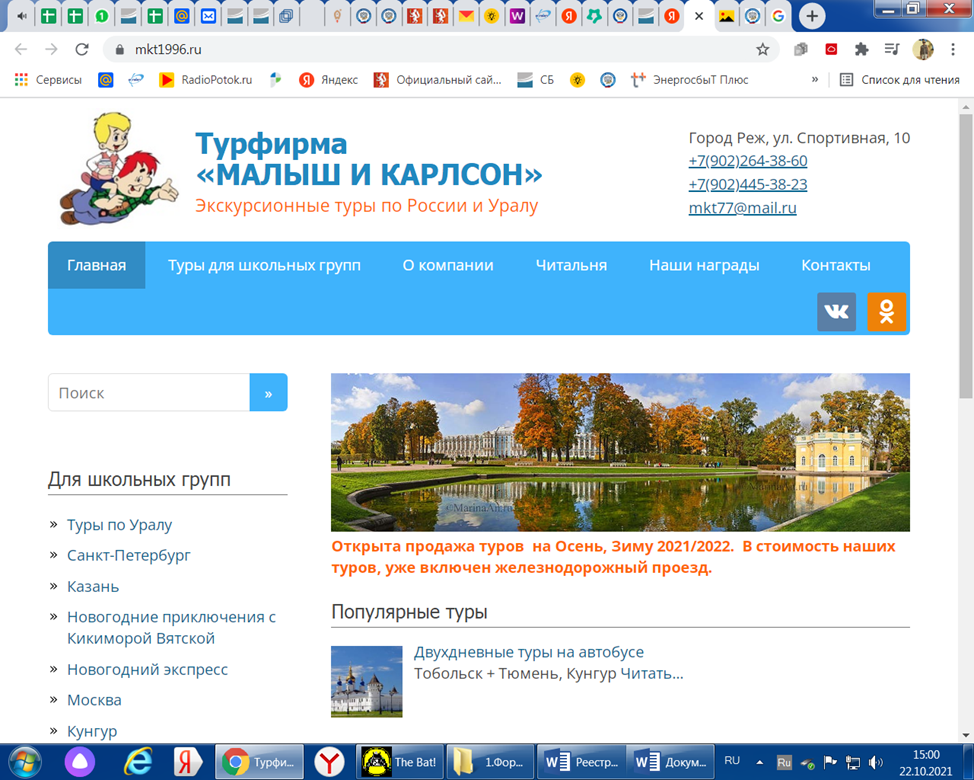 mkt1996.ru
Сервисы
RadioPotok.ru
Яндекс
Официальный сай...
СБ
ЭнергосбыТ Плюс
»
Список для чтения
Турфирма
«МАЛЫШ И КАРЛСОН»
Экскурсионные туры по России и Уралу
Город Реж, ул. Спортивная, 10
+7(902)264-38-60
+7(902)445-38-23
mkt77@mail.ru
Главная
Туры для школьных групп
О компании
Читальня
Наши награды
Контакты
Поиск
»
Для школьных групп
» Туры по Уралу
» Санкт-Петербург
» Казань
» Новогодние приключения с
Кикиморой Вятской
» Новогодний экспресс
» Москва
» Кунгур
©MarinaAn.ru
Открыта продажа туров на Осень, Зиму 2021/2022. В стоимость наших
туров, уже включен железнодорожный проезд.
Популярные туры
Двухдневные туры на автобусе
Тобольск + Тюмень, Кунгур Читать...
Турфи...
The Bat!
1.Фор...
Реестр...
Докум...
RU
Ru
15:00
22.10.2021